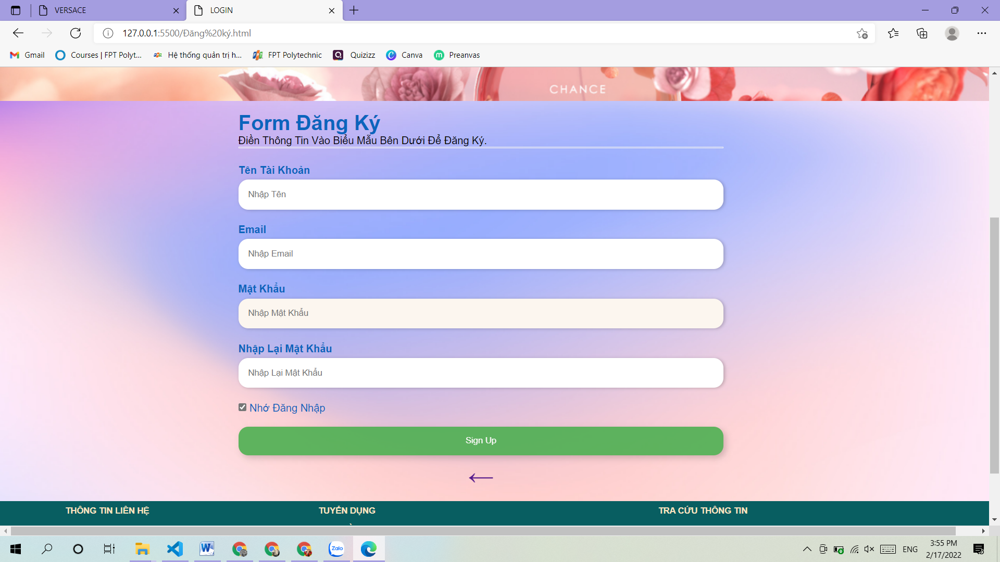 VERSACE
LOGIN
127.0.0.1:5500/Đăng%20ký.html
Gmail
Courses | FPT Polyt...
Hệ thống quản trị h...
FPT Polytechnic
Quizizz
Canva
Preanvas
CHANCE
Form Đăng Ký
Điền Thông Tin Vào Biểu Mẫu Bên Dưới Để Đăng Ký.
Tên Tài Khoản
Nhập Tên
Email
Nhập Email
Mật Khẩu
Nhập Mật Khẩu
Nhập Lại Mật Khẩu
Nhập Lại Mật Khẩu
Nhớ Đăng Nhập
Sign Up
THÔNG TIN LIÊN HỆ
TUYỂN DỤNG
TRA CỨU THÔNG TIN
Zalo
ENG
3:55 PM
2/17/2022